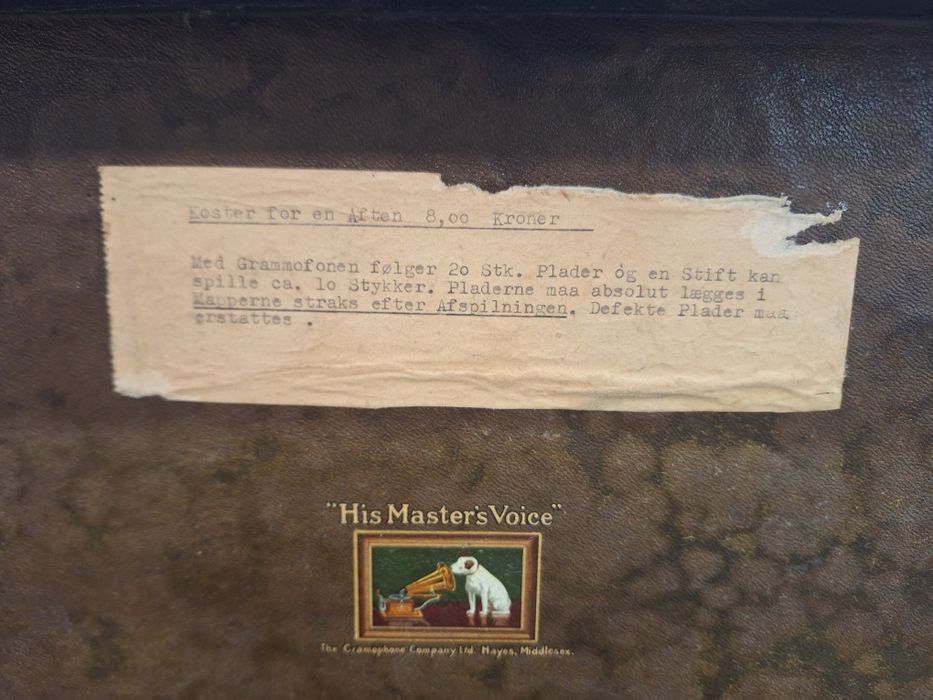 Koster for en Aften 8,oo Kroner
Med Grammofonen følger 2o Stk. Plader og en Stift kan
spille ca. lo Stykker. Pladerne maa absolut lægges i
Mapperne straks efter Afspilningen. Defekte Plader maa
erstattes .
"His Master's Voice"
The Gramophone Company Ltd. Hayes, Middlesex.